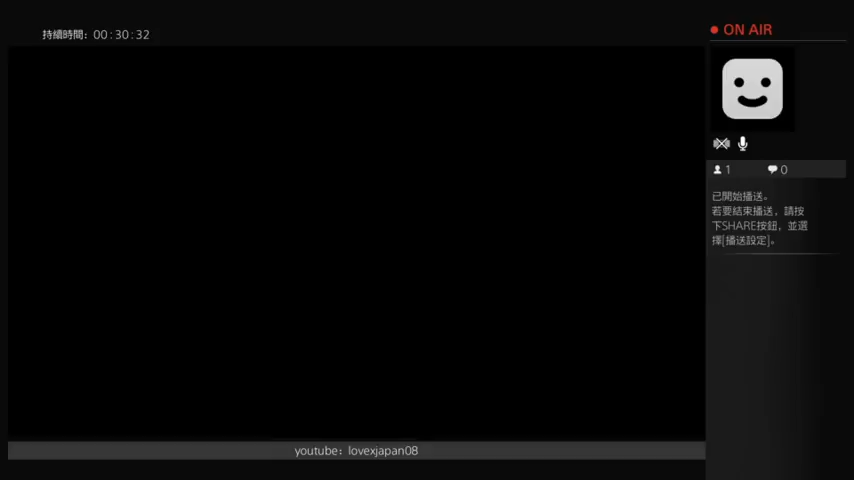 持續時間：00:30:32
ON AIR
1 0
已開始播送。
若要結束播送，請按
下SHARE按鈕，並選
擇[播送設定]。
youtube：lovexjapan08